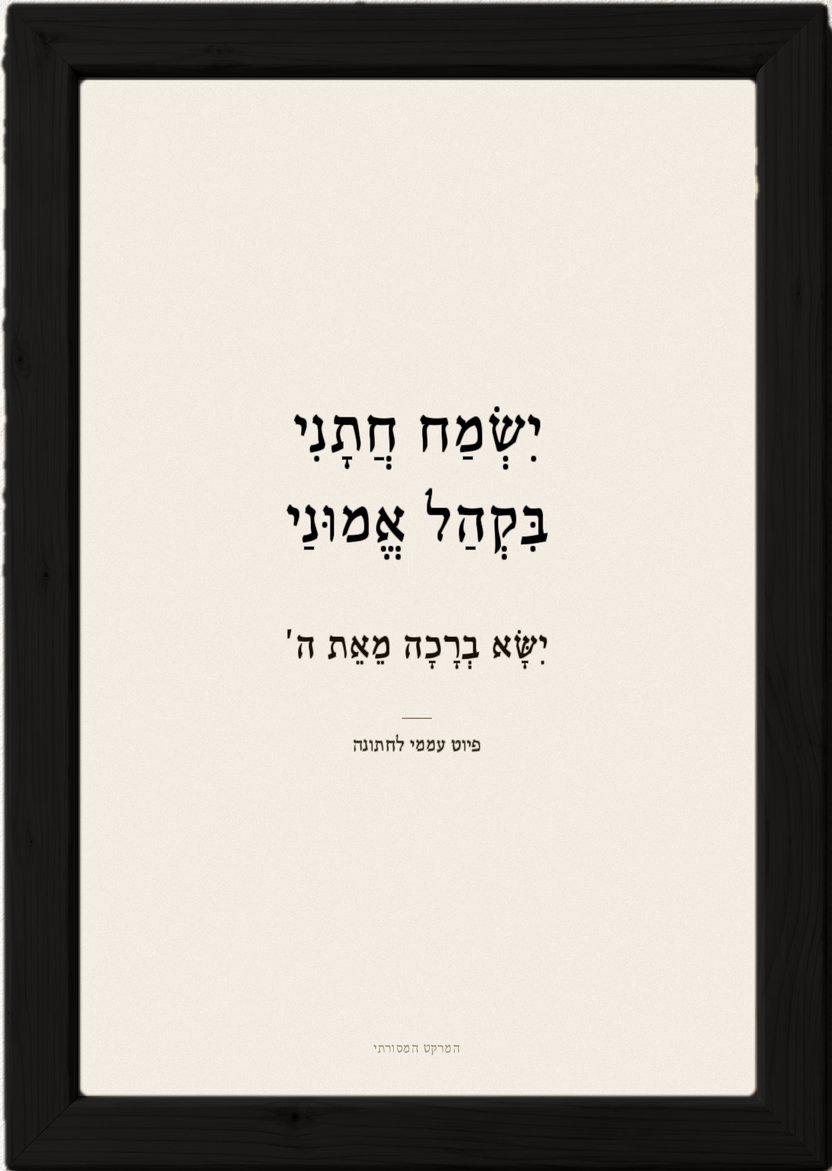 יִשְׂמַח חֲתָנִי
בִּקְהַל אֱמוּנַי
יִשָּׂא בְרָכָה מֵאֵת ה'
פיוט עממי לחתונה
המרקט המסורתי